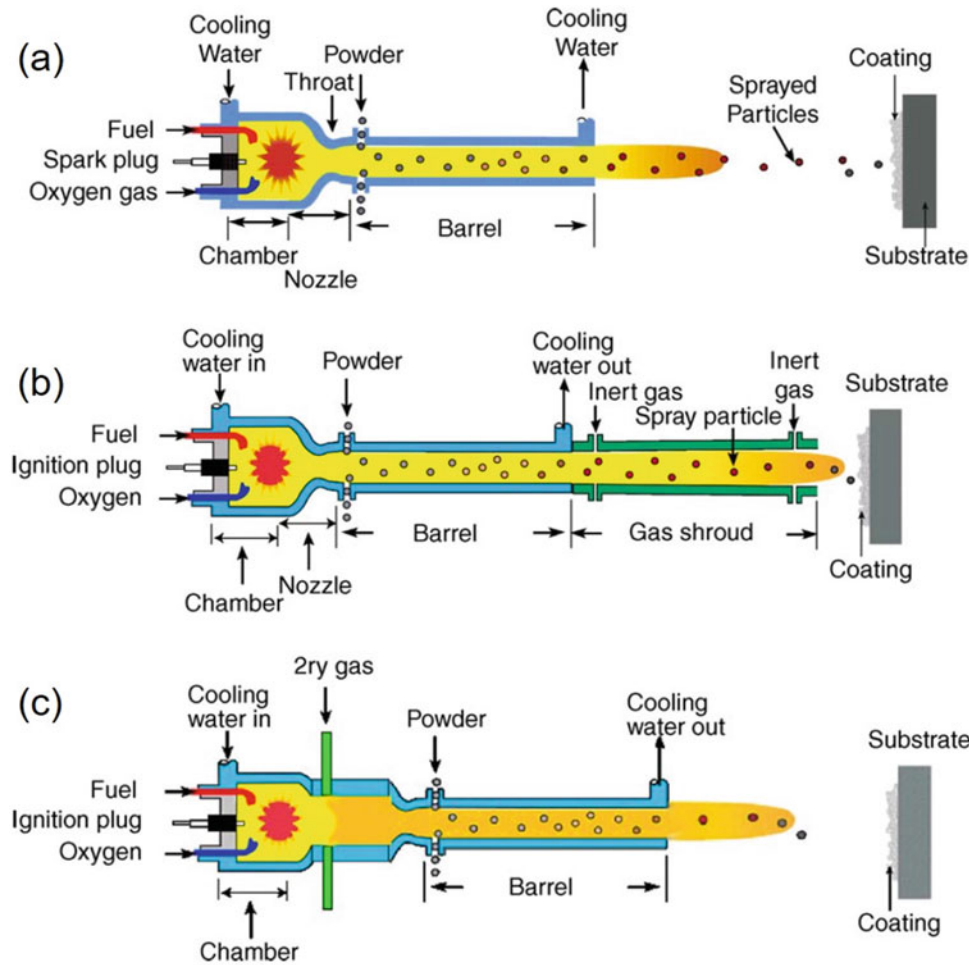 (a)
Cooling
Water
Powder
Throat
Cooling
Water
Coating
Sprayed
Particles
Fuel
Spark plug
Oxygen gas
Chamber
Nozzle
Barrel
Substrate
(b)
Cooling
water in
Powder
Cooling
water out
Inert gas
Inert
gas
Substrate
Spray particle
Fuel
Ignition plug
Oxygen
Barrel
Gas shroud
Nozzle
Chamber
Coating
(c)
2ry gas
Cooling
water in
Powder
Cooling
water out
Substrate
Fuel
Ignition plug
Oxygen
Barrel
Chamber
Coating